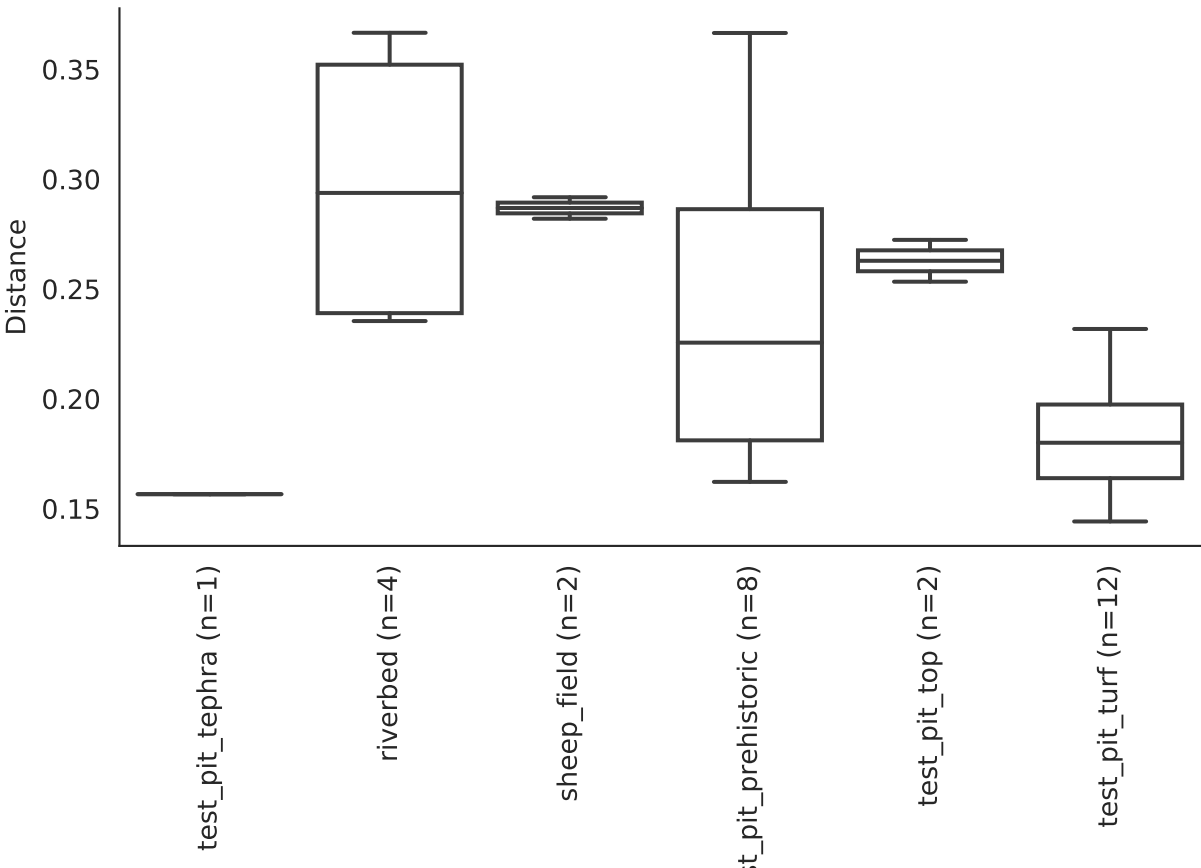 Distance
0.35
0.30
0.25
0.20
0.15
test_pit_tephra (n=1)
riverbed (n=4)
sheep_field (n=2)
st_pit_prehistoric (n=8)
test_pit_top (n=2)
test_pit_turf (n=12)